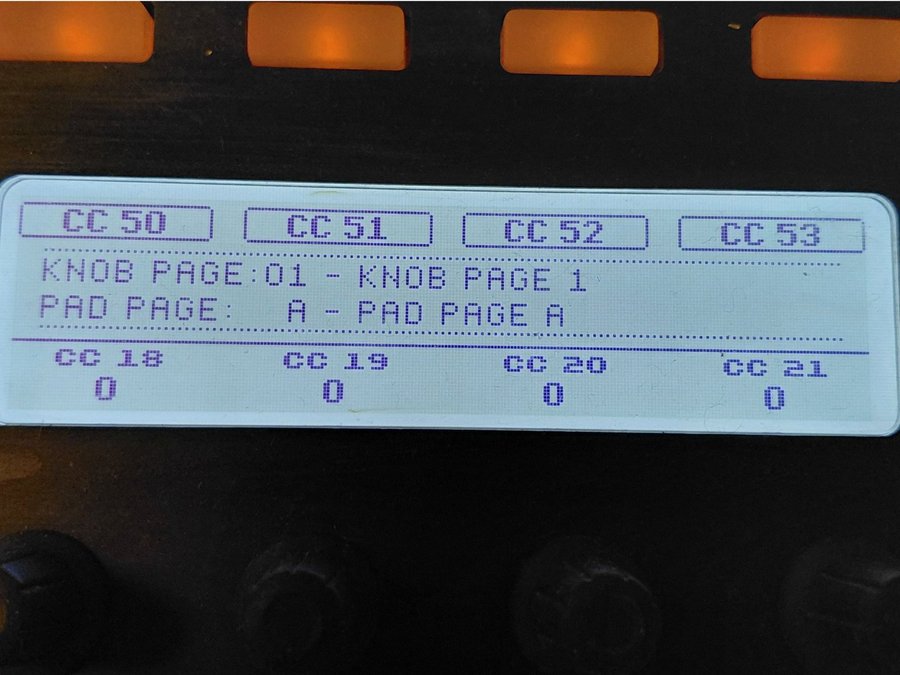 CC 50 CC 51 CC 52 CC 53
KNOB PAGE:01 - KNOB PAGE 1
PAD PAGE: A - PAD PAGE A
CC 18 CC 19 CC 20 CC 21
0 0 0 0